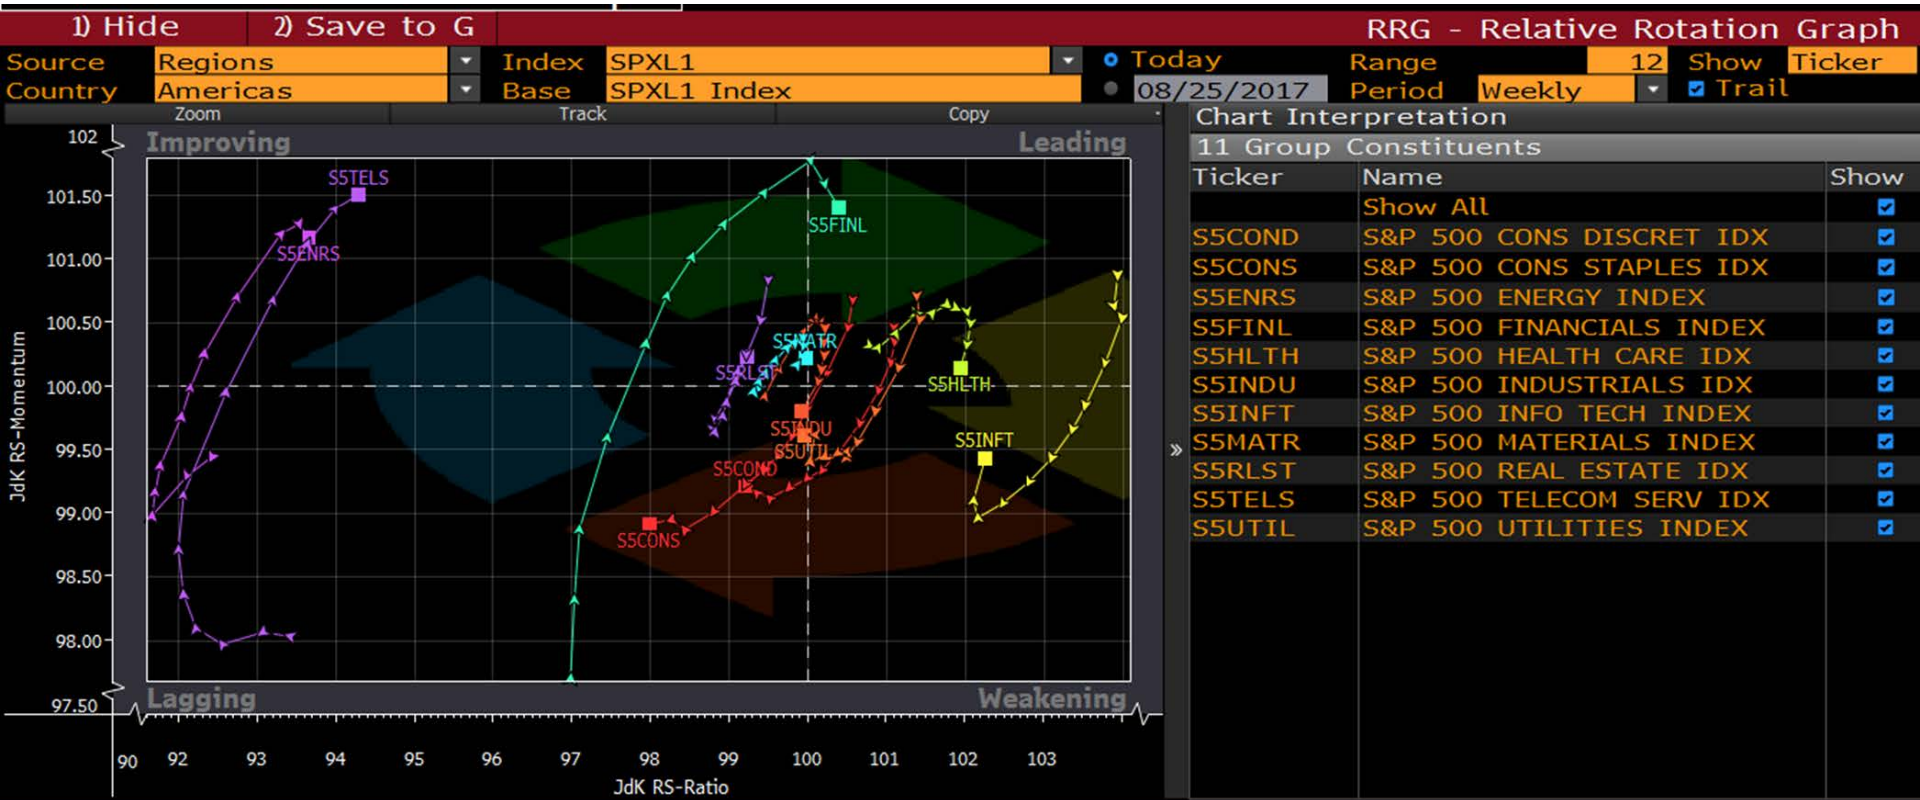 1) Hide 2) Save to G RRG - Relative Rotation Graph
Source Regions Index SPXL1 Today Range 12 Show Ticker
Country Americas Base SPXL1 Index 08/25/2017 Period Weekly Trail
Zoom Track Copy
Chart Interpretation
11 Group Constituents
Ticker Name Show
Show All
S5COND S&P 500 CONS DISCRET IDX
S5CONS S&P 500 CONS STAPLES IDX
S5ENRS S&P 500 ENERGY INDEX
S5FINL S&P 500 FINANCIALS INDEX
S5HLTH S&P 500 HEALTH CARE IDX
S5INDU S&P 500 INDUSTRIALS IDX
S5INFT S&P 500 INFO TECH INDEX
S5MATR S&P 500 MATERIALS INDEX
S5RLST S&P 500 REAL ESTATE IDX
S5TELS S&P 500 TELECOM SERV IDX
S5UTIL S&P 500 UTILITIES INDEX
»
Improving Leading
S5TELS
S5FINL
S5ENRS
S5MATR
S5RLST
S5HLTH
S5INDU
S5INFT
S5UTIL
S5COND
S5CONS
Lagging Weakening
JdK RS-Momentum
102
101.50
101.00
100.50
100.00
99.50
99.00
98.50
98.00
97.50
90 92 93 94 95 96 97 98 99 100 101 102 103
JdK RS-Ratio